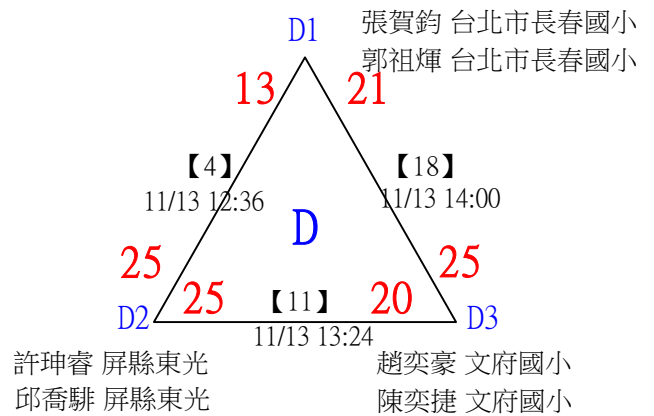 D1
張賀鈞 台北市長春國小
郭祖煇 台北市長春國小
13
21
【4】
11/13 12:36
【18】
11/13 14:00
D
25
25
25
20
【11】
11/13 13:24
D2
D3
許珅睿 屏縣東光
邱喬騑 屏縣東光
趙奕豪 文府國小
陳奕捷 文府國小